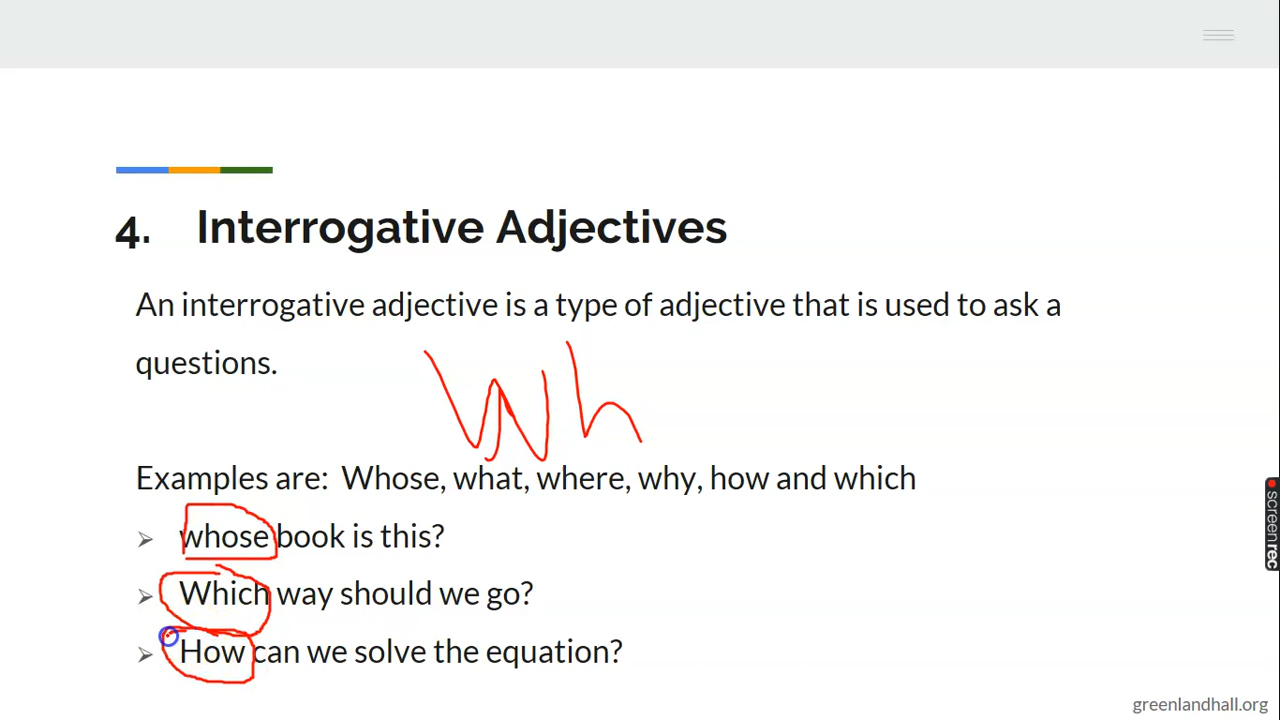 4. Interrogative Adjectives
An interrogative adjective is a type of adjective that is used to ask a
questions.
Wh
Examples are: Whose, what, where, why, how and which
➢ whose book is this?
➢ Which way should we go?
➢ How can we solve the equation?
greenlandhall.org
screenrec